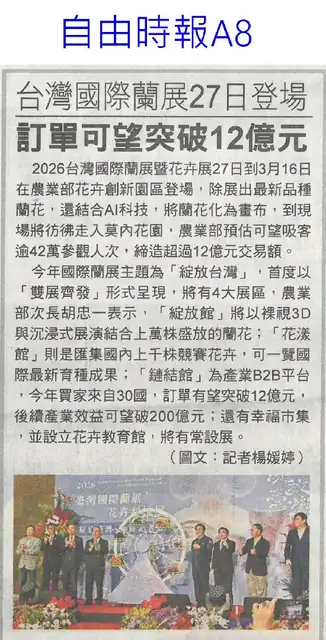 自由時報A8
台灣國際蘭展27日登場
訂單可望突破12億元
2026台灣國際蘭展暨花卉展27日到3月16日
在農業部花卉創新園區登場，除展出最新品種
蘭花，還結合AI科技，將蘭花化為畫布，到現
場將彷彿走入莫內花園，農業部預估可望吸客
逾42萬參觀人次，締造超過12億元交易額。
今年國際蘭展主題為「綻放台灣」，首度以
「雙展齊發」形式呈現，將有4大展區，農業
部次長胡忠一表示，「綻放館」將以裸視3D
與沉浸式展演結合上萬株盛放的蘭花；「花漾
館」則是匯集國內上千株競賽花卉，可一覽國
際最新育種成果；「鏈結館」為產業B2B平台
，今年買家來自30國，訂單有望突破12億元，
後續產業效益可望破200億元；還有幸福市集
，並設立花卉教育館，將有常設展。
（圖文：記者楊媛婷）
2026
臺灣國際蘭展